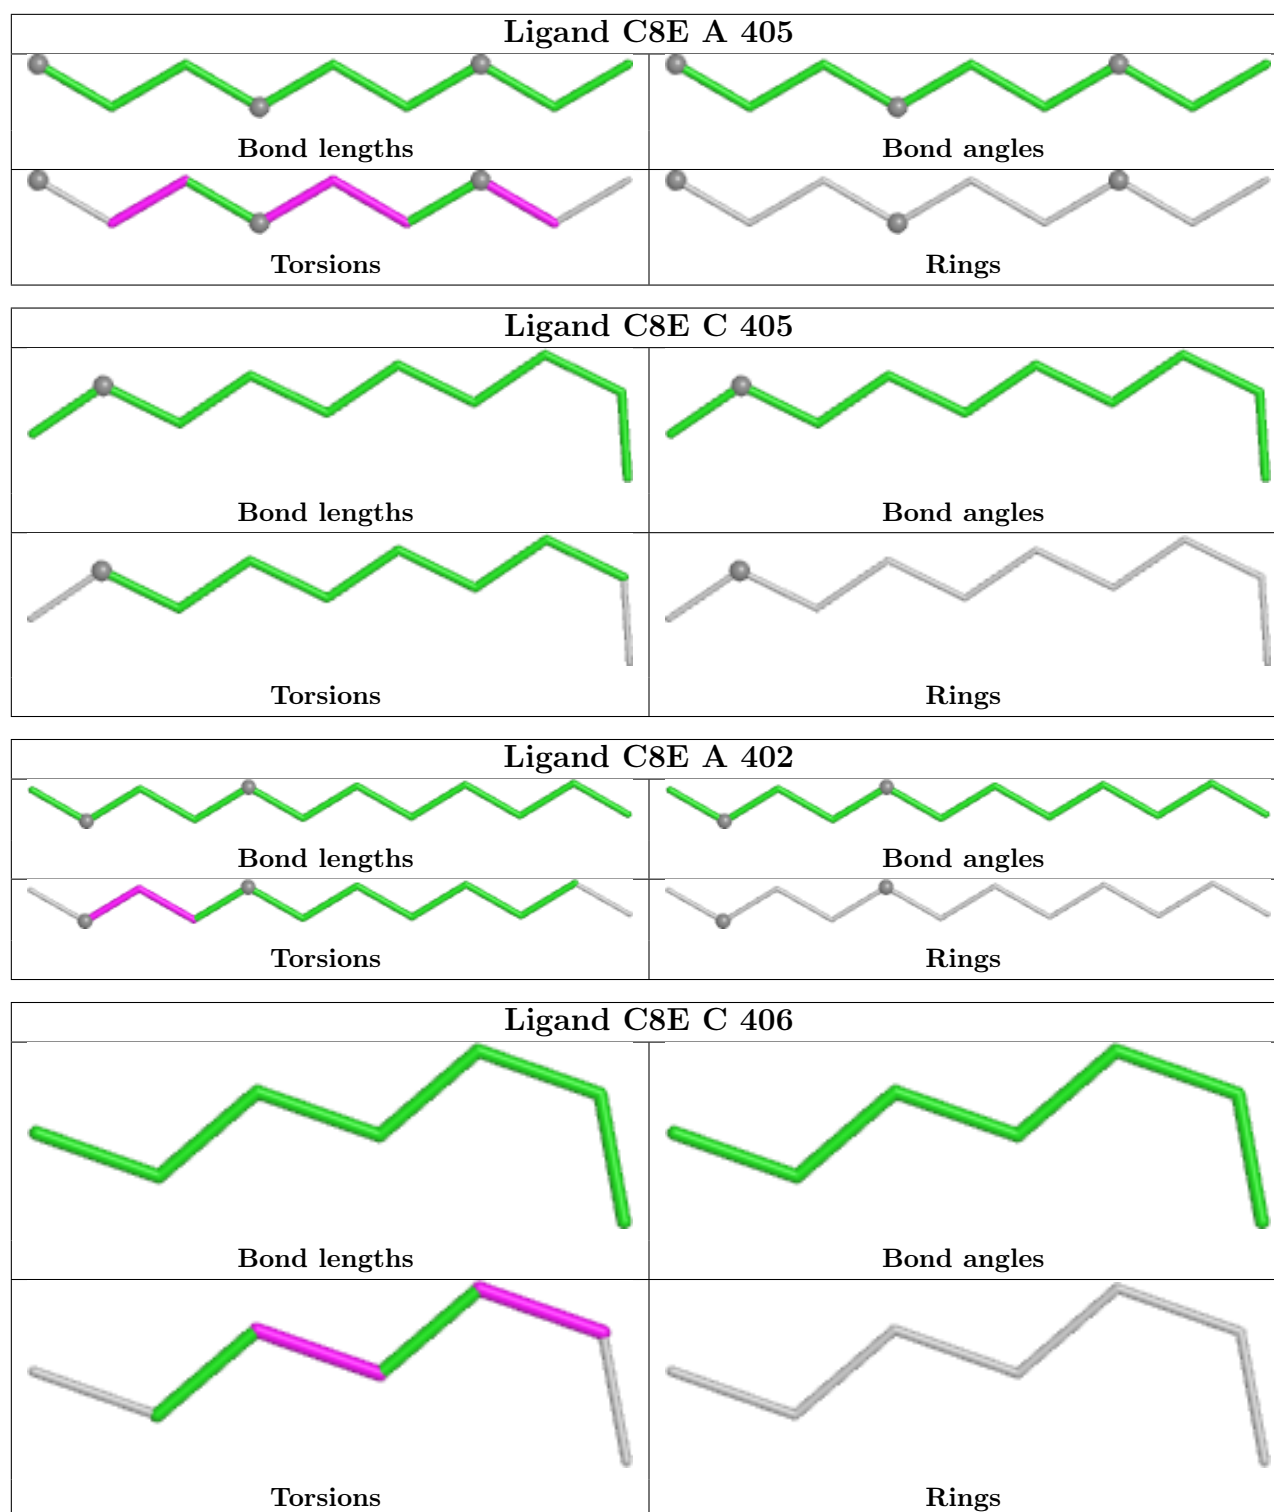 Ligand C8E A 405
Bond lengths
Bond angles
Torsions
Rings
Ligand C8E C 405
Bond lengths
Bond angles
Torsions
Rings
Ligand C8E A 402
Bond lengths
Bond angles
Torsions
Rings
Ligand C8E C 406
Bond lengths
Bond angles
Torsions
Rings